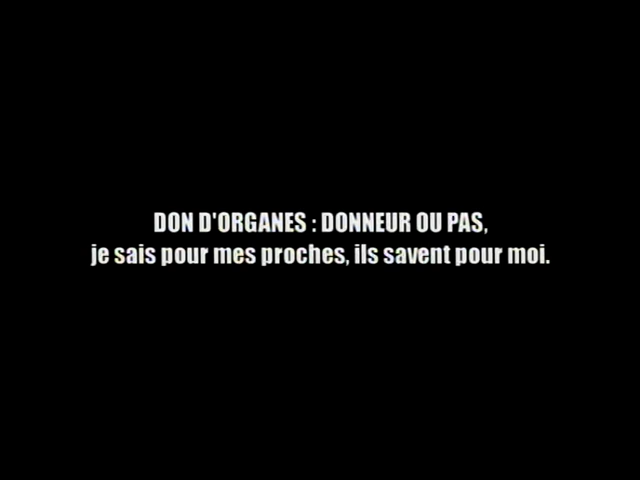 DON D'ORGANES : DONNEUR OU PAS,
je sais pour mes proches, ils savent pour moi.